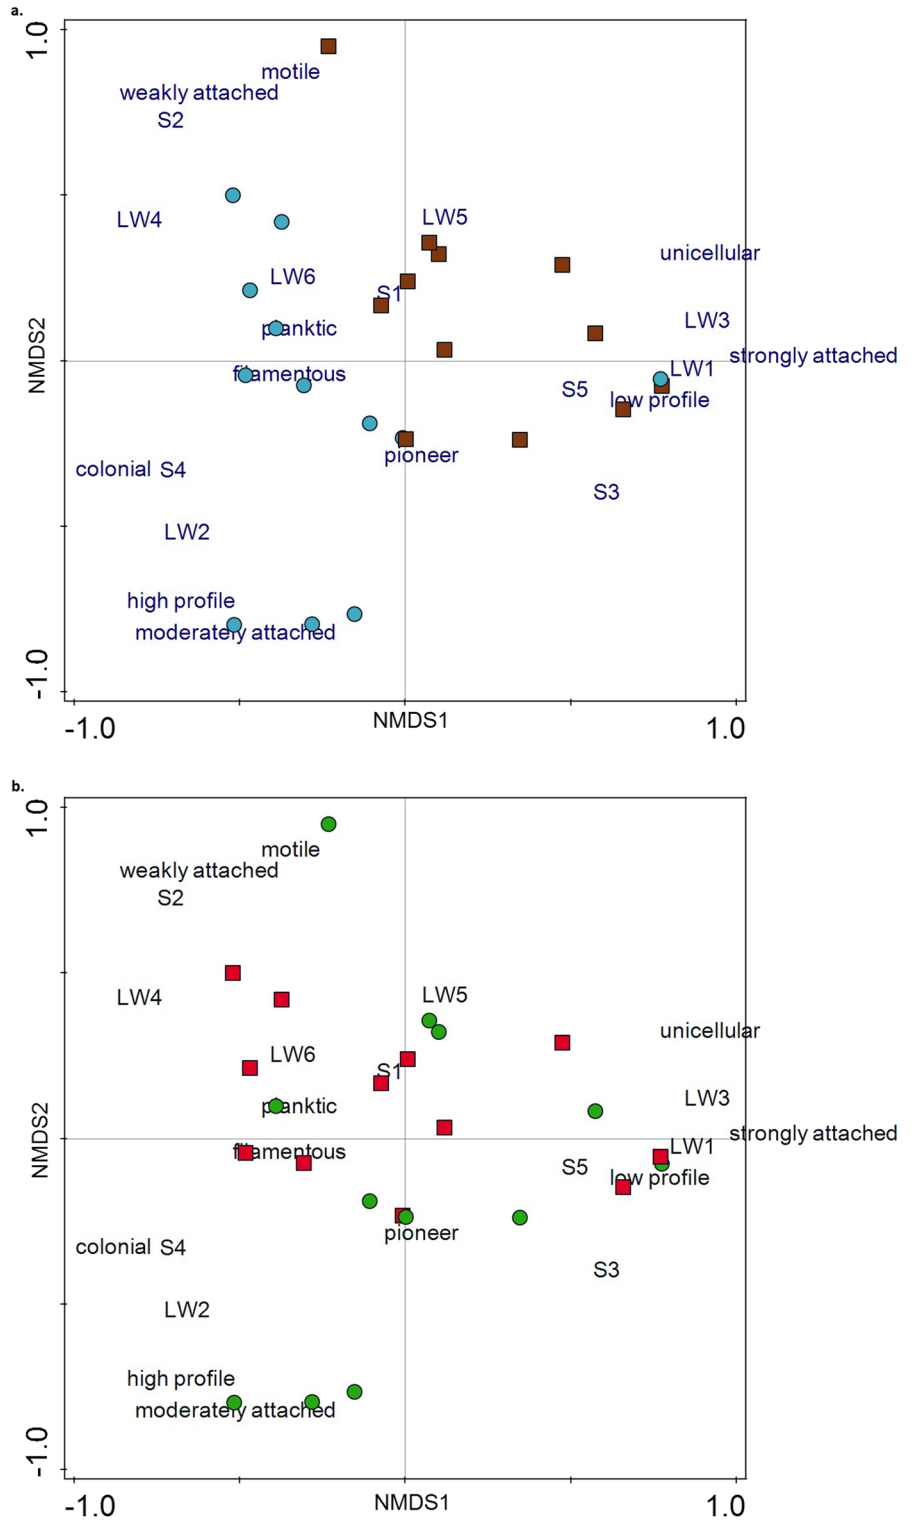 a.
1.0
motile
weakly attached
S2
LW4
LW5
unicellular
LW6
S1
LW3
planktic
NMDS2
strongly attached
LW1
filamentous
S5
low profile
pioneer
colonial S4
S3
LW2
high profile
moderately attached
-1.0
-1.0 NMDS1 1.0
b.
1.0
motile
weakly attached
S2
LW4
LW5
unicellular
LW6
S1
LW3
planktic
NMDS2
strongly attached
LW1
filamentous
S5
low profile
pioneer
colonial S4
S3
LW2
high profile
moderately attached
-1.0
-1.0 NMDS1 1.0